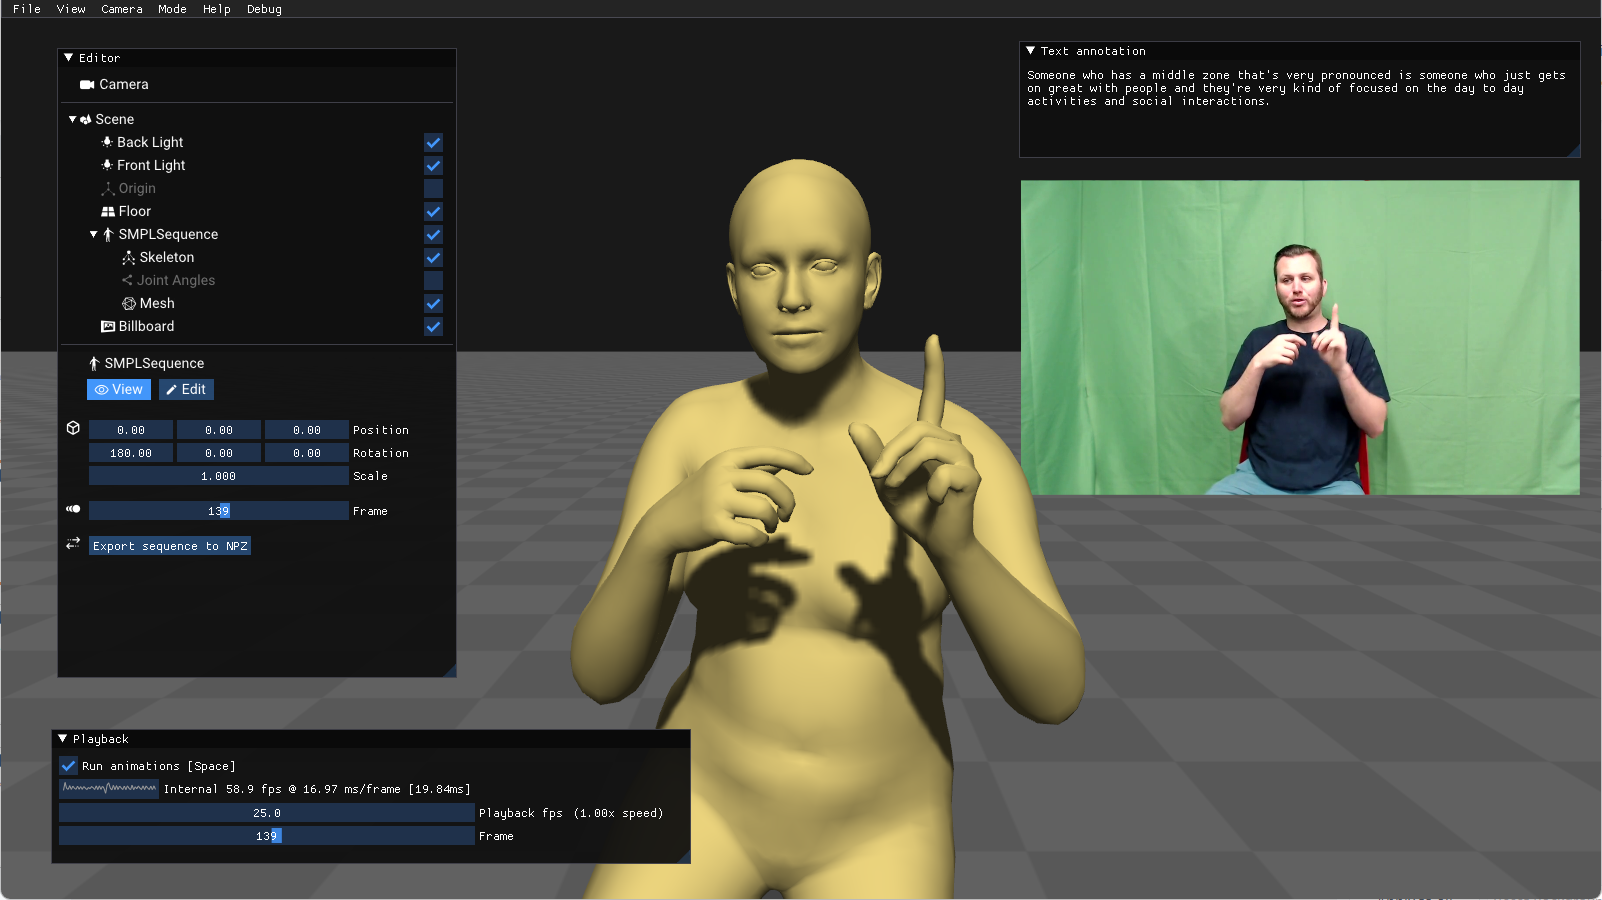 File View Camera Mode Help Debug
Editor
Camera
Scene
Back Light
Front Light
Origin
Floor
SMPLSequence
Skeleton
Joint Angles
Mesh
Billboard
SMPLSequence
View Edit
0.00 0.00 0.00 Position
180.00 0.00 0.00 Rotation
1.000 Scale
139 Frame
Export sequence to NPZ
Text annotation
Someone who has a middle zone that's very pronounced is someone who just gets
on great with people and they're very kind of focused on the day to day
activities and social interactions.
Playback
Run animations [Space]
Internal 58.9 fps @ 16.97 ms/frame [19.84ms]
25.0 Playback fps (1.00x speed)
139 Frame